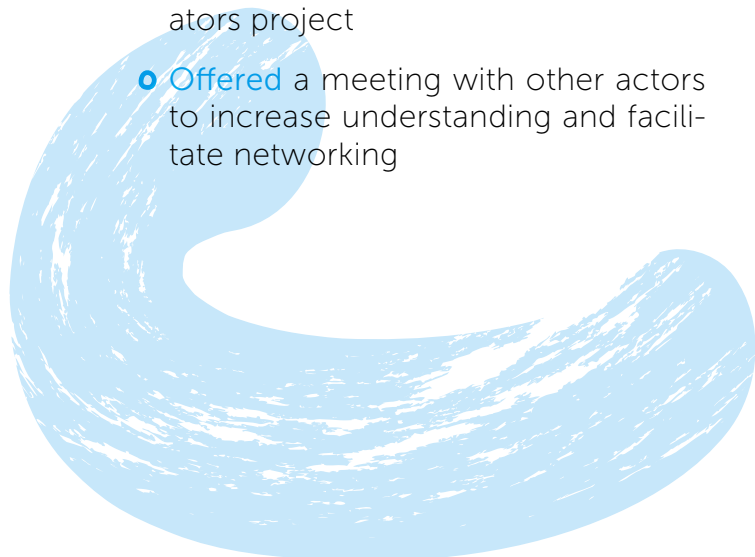 ators project
o Offered a meeting with other actors
to increase understanding and facili-
tate networking